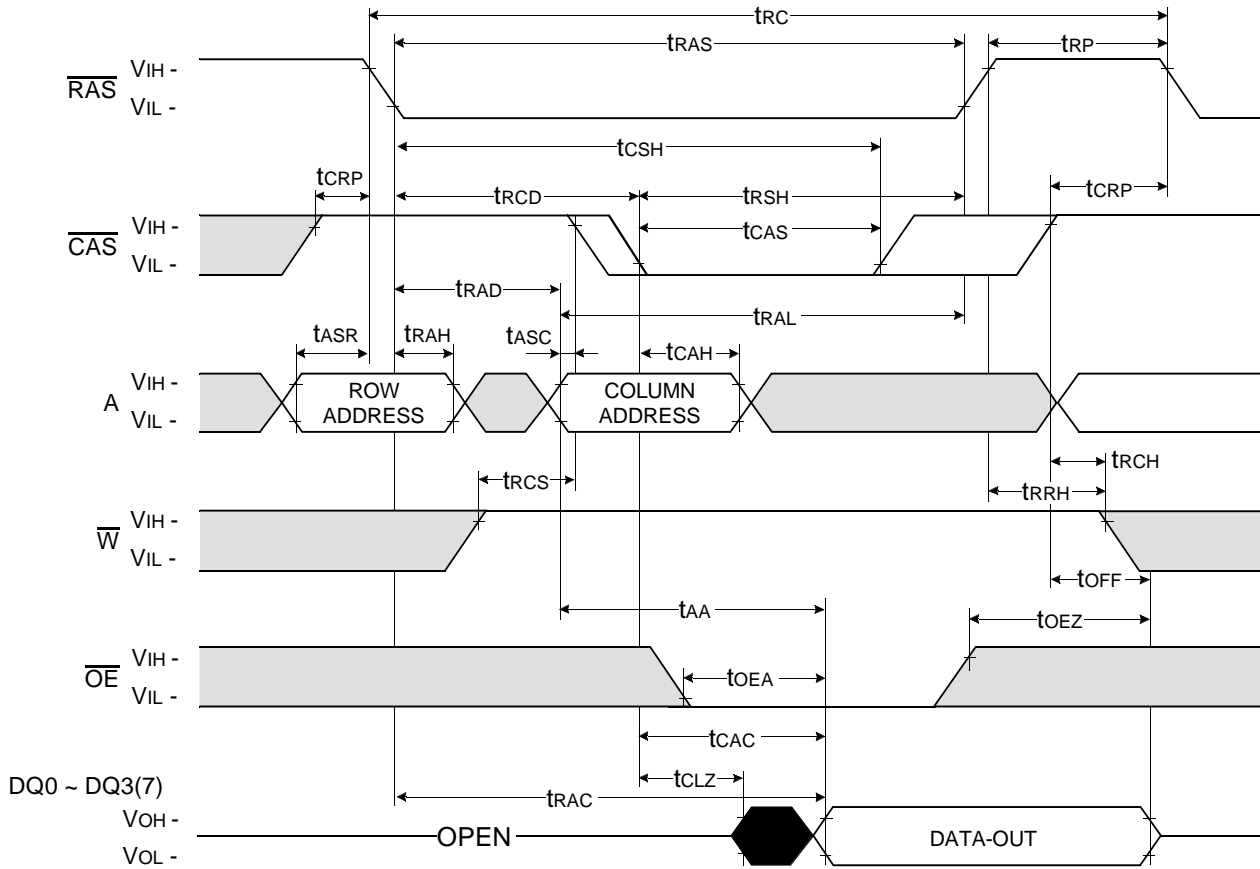 tRC
tRAS
tRP
RAS
VIH -
VIL -
tCSH
tCRP
tRCD
tRSH
tCRP
CAS
VIH -
VIL -
tCAS
tRAD
tRAL
tASR
tRAH
tASC
tCAH
A
VIH -
VIL -
ROW
ADDRESS
COLUMN
ADDRESS
tRCS
tRCH
tRRH
W
VIH -
VIL -
tOFF
tAA
tOEZ
OE
VIH -
VIL -
tOEA
tCAC
tCLZ
DQ0 ~ DQ3(7)
tRAC
VOH -
VOL -
OPEN
DATA-OUT